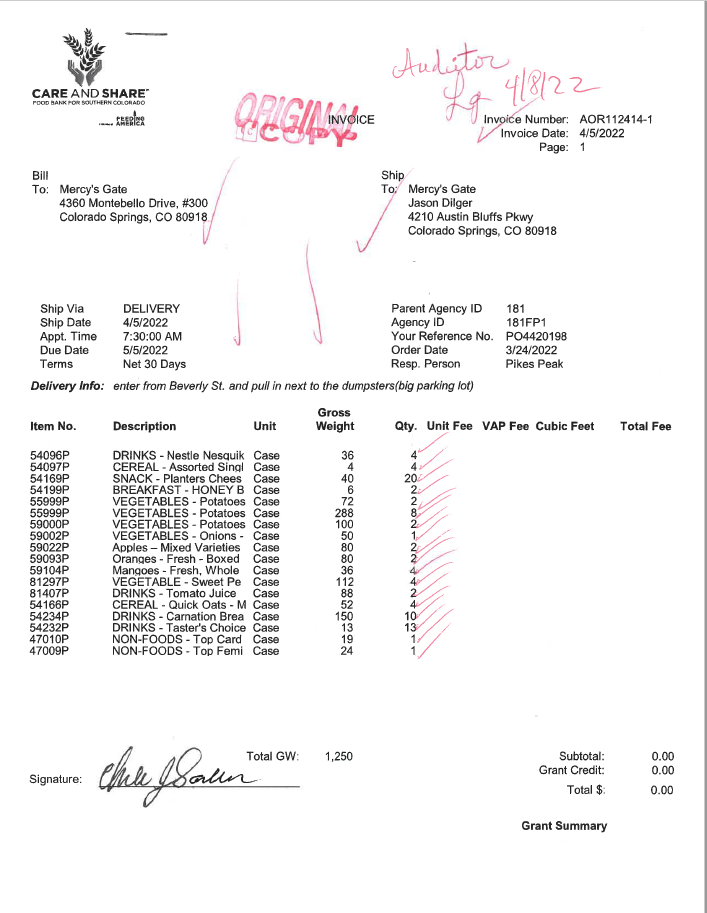 CARE AND SHARE
FOOD BANK FOR SOUTHERN COLORADO
FEEDING
AMERICA
Auditor
4/8/22
ORIGINAL
COPY
INVOICE
Invoice Number: AOR112414-1
Invoice Date: 4/5/2022
Page: 1
Bill
To: Mercy's Gate
4360 Montebello Drive, #300
Colorado Springs, CO 80918
Ship
To: Mercy's Gate
Jason Dilger
4210 Austin Bluffs Pkwy
Colorado Springs, CO 80918
Ship Via DELIVERY
Ship Date 4/5/2022
Appt. Time 7:30:00 AM
Due Date 5/5/2022
Terms Net 30 Days
Parent Agency ID 181
Agency ID 181FP1
Your Reference No. PO4420198
Order Date 3/24/2022
Resp. Person Pikes Peak
Delivery Info: enter from Beverly St. and pull in next to the dumpsters(big parking lot)
Item No. Description Unit Gross Weight Qty. Unit Fee VAP Fee Cubic Feet Total Fee
54096P DRINKS - Nestle Nesquik Case 36 4
54097P CEREAL - Assorted Singl Case 4 4
54169P SNACK - Planters Chees Case 40 20
54199P BREAKFAST - HONEY B Case 6 2
55999P VEGETABLES - Potatoes Case 72 2
55999P VEGETABLES - Potatoes Case 288 8
59000P VEGETABLES - Potatoes Case 100 2
59002P VEGETABLES - Onions - Case 50 1
59022P Apples – Mixed Varieties Case 80 2
59093P Oranges - Fresh - Boxed Case 80 2
59104P Mangoes - Fresh, Whole Case 36 4
81297P VEGETABLE - Sweet Pe Case 112 4
81407P DRINKS - Tomato Juice Case 88 2
54166P CEREAL - Quick Oats - M Case 52 4
54234P DRINKS - Carnation Brea Case 150 10
54232P DRINKS - Taster's Choice Case 13 13
47010P NON-FOODS - Top Card Case 19 1
47009P NON-FOODS - Top Femi Case 24 1
Total GW: 1,250
Signature:
Subtotal: 0.00
Grant Credit: 0.00
Total $: 0.00
Grant Summary